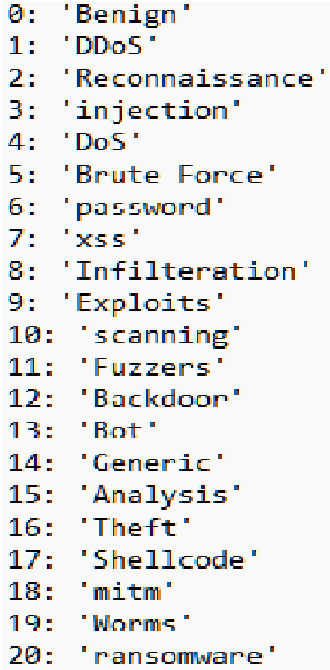 0: 'Benign'
1: 'DDoS'
2: 'Reconnaissance'
3: 'injection'
4: 'DoS'
5: 'Brute Force'
6: 'password'
7: 'xss'
8: 'Infilteration'
9: 'Exploits'
10: 'scanning'
11: 'Fuzzers'
12: 'Backdoor'
13: 'Bot'
14: 'Generic'
15: 'Analysis'
16: 'Theft'
17: 'Shellcode'
18: 'mitm'
19: 'Worms'
20: 'ransomware'